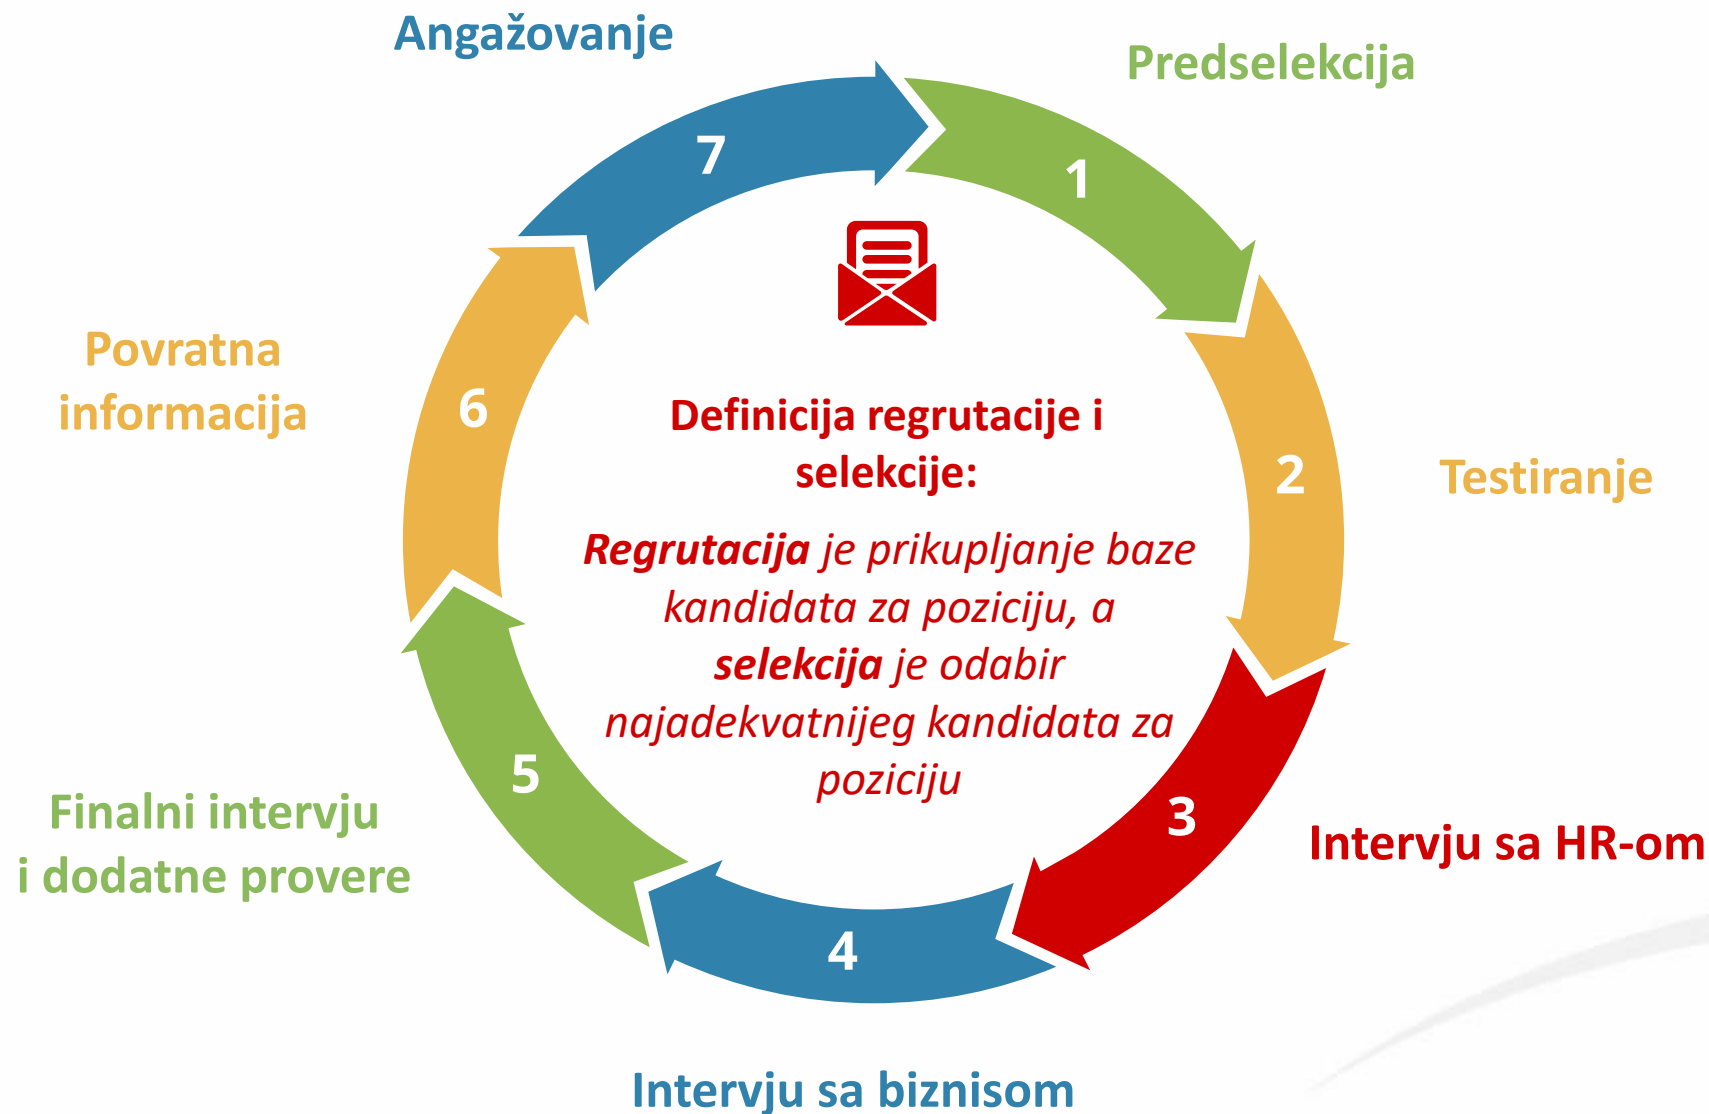 Angažovanje
7
Predselekcija
1
Testiranje
2
Intervju sa HR-om
3
Intervju sa biznisom
4
Finalni intervju
i dodatne provere
5
Povratna
informacija
6
Definicija regrutacije i
selekcije:
Regrutacija je prikupljanje baze
kandidata za poziciju, a
selekcija je odabir
najadekvatnijeg kandidata za
poziciju